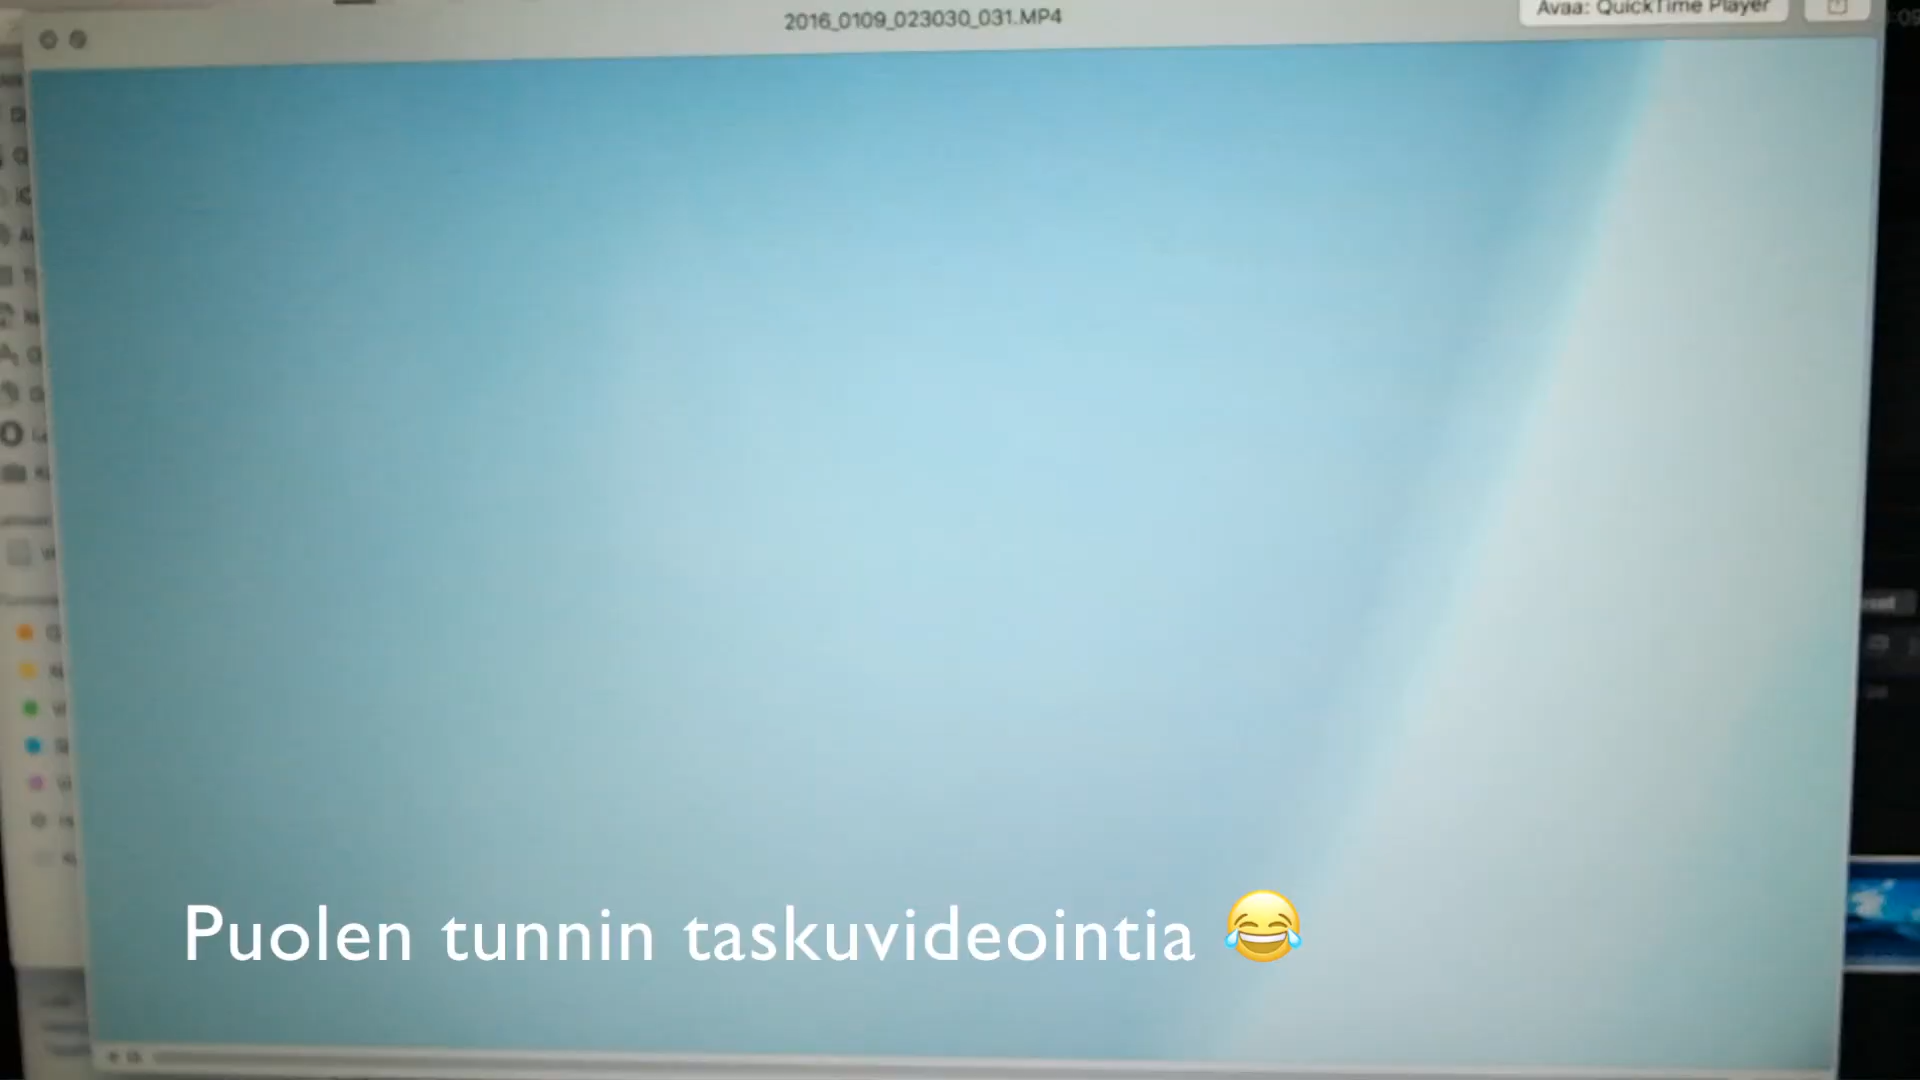 2016_0109_023030_031.MP4
Avaa: QuickTime Player
Puolen tunnin taskuvideointia 😂